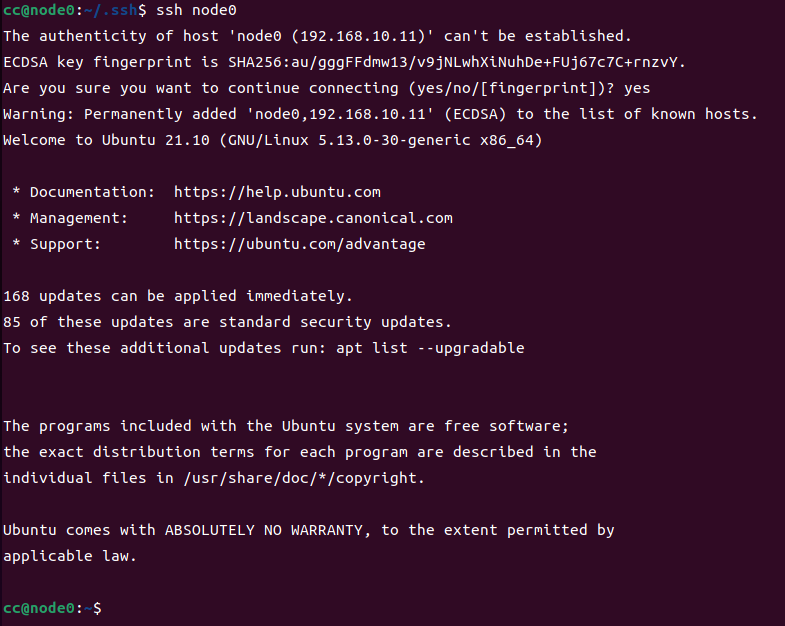 cc@node0:~/.ssh$ ssh node0
The authenticity of host 'node0 (192.168.10.11)' can't be established.
ECDSA key fingerprint is SHA256:au/gggFFdmw13/v9jNLwhXiNuhDe+FUj67c7C+rnzvY.
Are you sure you want to continue connecting (yes/no/[fingerprint])? yes
Warning: Permanently added 'node0,192.168.10.11' (ECDSA) to the list of known hosts.
Welcome to Ubuntu 21.10 (GNU/Linux 5.13.0-30-generic x86_64)
* Documentation:  https://help.ubuntu.com
* Management:     https://landscape.canonical.com
* Support:        https://ubuntu.com/advantage
168 updates can be applied immediately.
85 of these updates are standard security updates.
To see these additional updates run: apt list --upgradable
The programs included with the Ubuntu system are free software;
the exact distribution terms for each program are described in the
individual files in /usr/share/doc/*/copyright.
Ubuntu comes with ABSOLUTELY NO WARRANTY, to the extent permitted by
applicable law.
cc@node0:~$